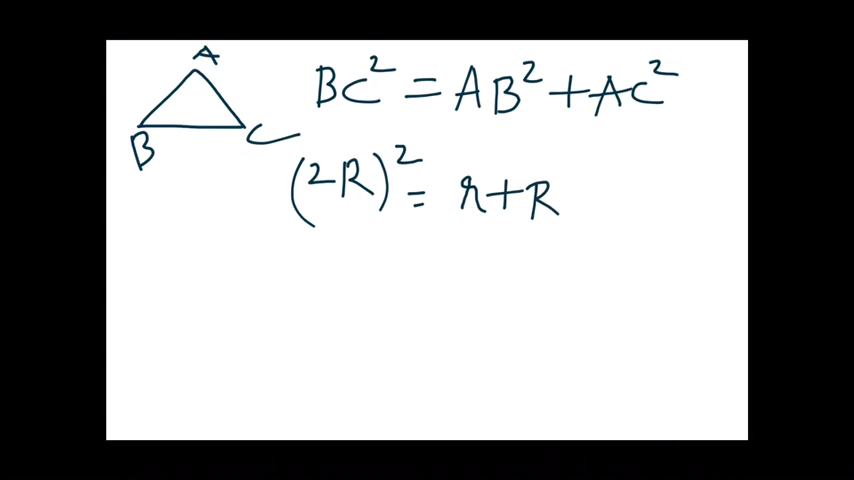 A
B
C
BC² = AB² + AC²
(2R)² = r + R